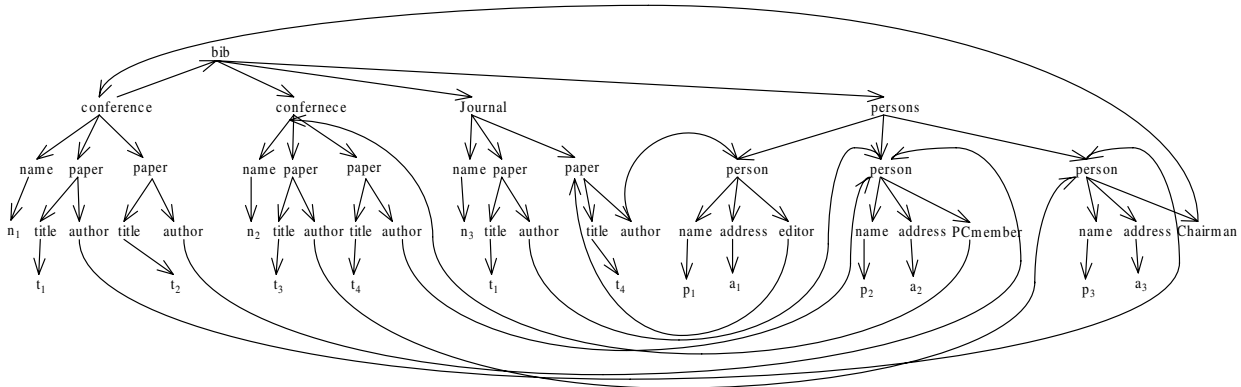 bib
conference confernece Journal persons
name paper paper name paper paper name paper paper person person person
n1 title author title author n2 title author title author n3 title author title author name address editor name address PCmember name address Chairman
t1 t2 t3 t4 t1 t4 p1 a1 p2 a2 p3 a3